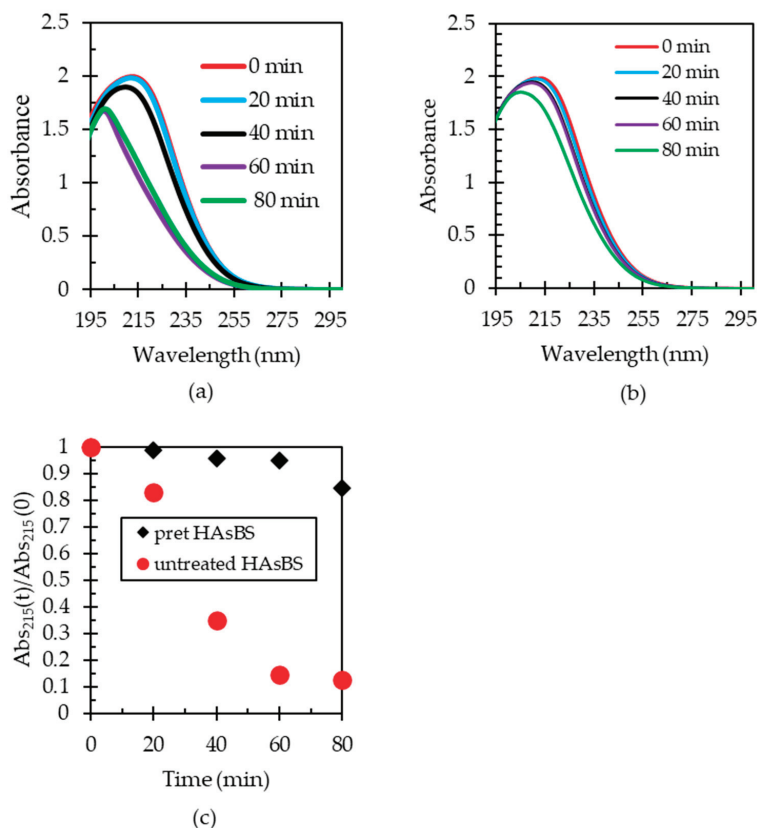 2.5
2
1.5
1
0.5
0
Absorbance
0 min
20 min
40 min
60 min
80 min
195 215 235 255 275 295
Wavelength (nm)
(a)
2.5
2
1.5
1
0.5
0
Absorbance
0 min
20 min
40 min
60 min
80 min
195 215 235 255 275 295
Wavelength (nm)
(b)
1
0.9
0.8
0.7
0.6
0.5
0.4
0.3
0.2
0.1
0
Abs215(t)/Abs215(0)
pret HAsBS
untreated HAsBS
0 20 40 60 80
Time (min)
(c)